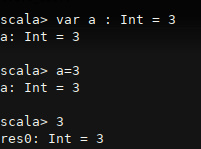 scala> var a : Int = 3
a: Int = 3
scala> a=3
a: Int = 3
scala> 3
res0: Int = 3